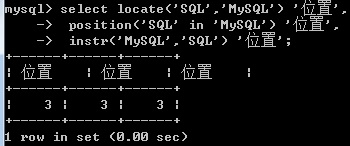 mysql> select locate('SQL','MySQL') '位置',
    -> position('SQL' in 'MySQL') '位置',
    -> instr('MySQL','SQL') '位置';
+------+------+------+
| 位置 | 位置 | 位置 |
+------+------+------+
|    3 |    3 |    3 |
+------+------+------+
1 row in set (0.00 sec)